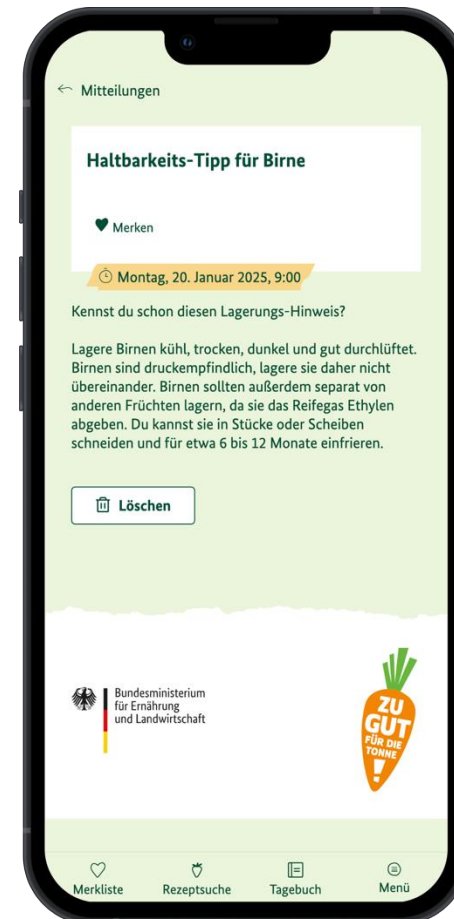 Mitteilungen
Haltbarkeits-Tipp für Birne
Merken
Montag, 20. Januar 2025, 9:00
Kennst du schon diesen Lagerungs-Hinweis?
Lagere Birnen kühl, trocken, dunkel und gut durchlüftet.
Birnen sind druckempfindlich, lagere sie daher nicht
übereinander. Birnen sollten außerdem separat von
anderen Früchten lagern, da sie das Reifegas Ethylen
abgeben. Du kannst sie in Stücke oder Scheiben
schneiden und für etwa 6 bis 12 Monate einfrieren.
Löschen
Bundesministerium
für Ernährung
und Landwirtschaft
ZU
GUT
FÜR DIE
TONNE
!
Merkliste
Rezeptsuche
Tagebuch
Menü